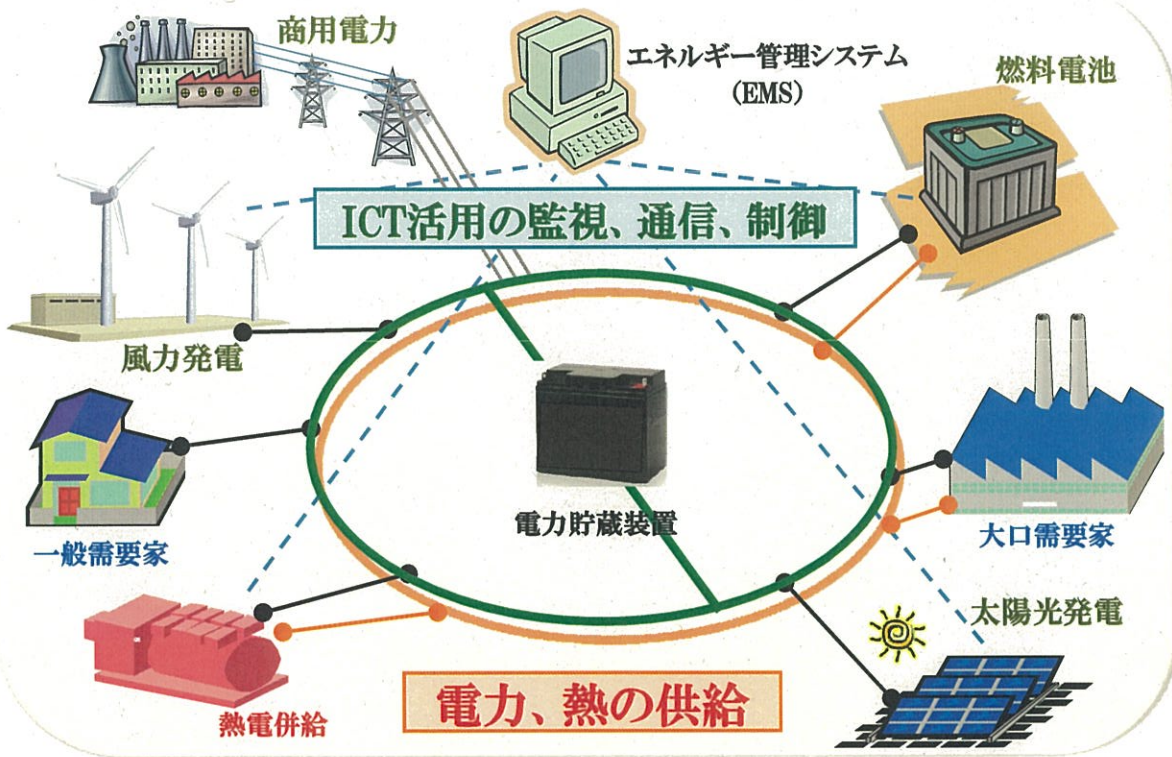 商用電力
エネルギー管理システム
(EMS)
燃料電池
ICT活用の監視、通信、制御
風力発電
電力貯蔵装置
一般需要家
大口需要家
太陽光発電
熱電併給
電力、熱の供給